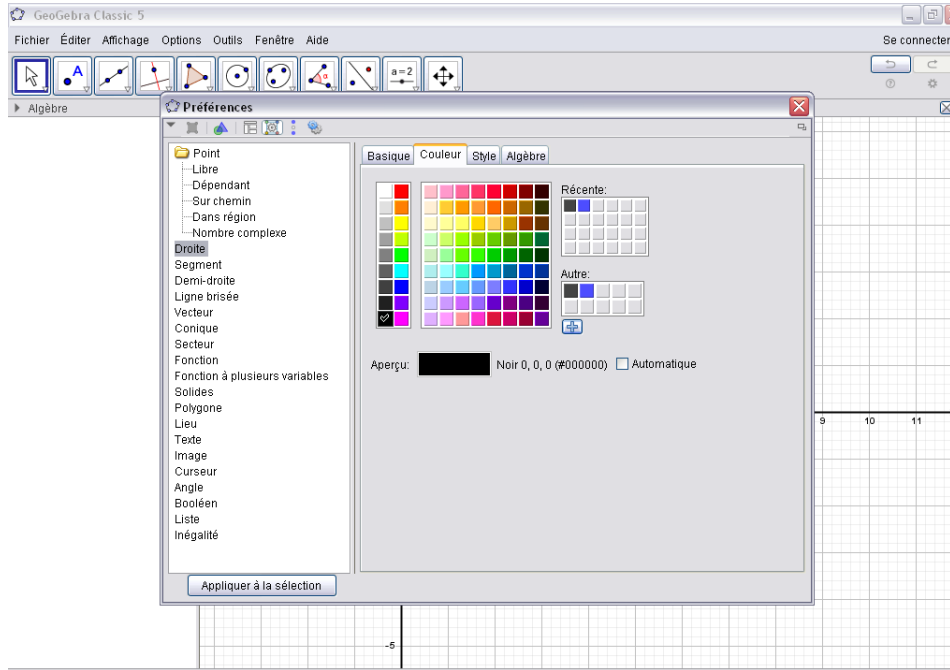 GeoGebra Classic 5
Fichier Éditer Affichage Options Outils Fenêtre Aide
Se connecter
A
α
a=2
Algèbre
Préférences
Point
Libre
Dépendant
Sur chemin
Dans région
Nombre complexe
Droite
Segment
Demi-droite
Ligne brisée
Vecteur
Conique
Secteur
Fonction
Fonction à plusieurs variables
Solides
Polygone
Lieu
Texte
Image
Curseur
Angle
Booléen
Liste
Inégalité
Appliquer à la sélection
Basique Couleur Style Algèbre
Récente:
Autre:
Aperçu: Noir 0, 0, 0 (#000000) Automatique
9 10 11
-5